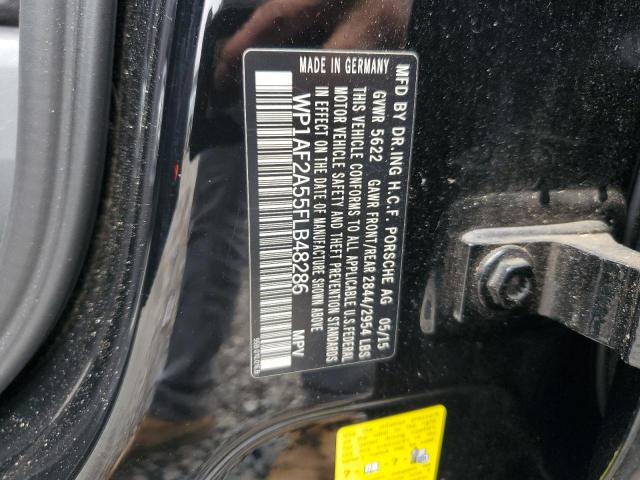 MFD BY DR.ING H.C.F. PORSCHE AG 05/15
GVWR 5622 GAWR FRONT/REAR 2844/2954 LBS
THIS VEHICLE CONFORMS TO ALL APPLICABLE U.S.FEDERAL
MOTOR VEHICLE SAFETY AND THEFT PREVENTION STANDARDS
IN EFFECT ON THE DATE OF MANUFACTURE SHOWN ABOVE.
WP1AF2A55FLB48286 MPV
MADE IN GERMANY